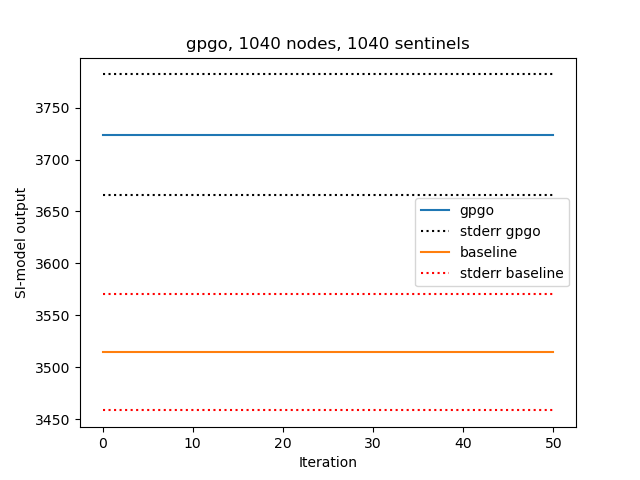 gpgo, 1040 nodes, 1040 sentinels
SI-model output
3750
3700
3650
3600
3550
3500
3450
gpgo
stderr gpgo
baseline
stderr baseline
0 10 20 30 40 50
Iteration